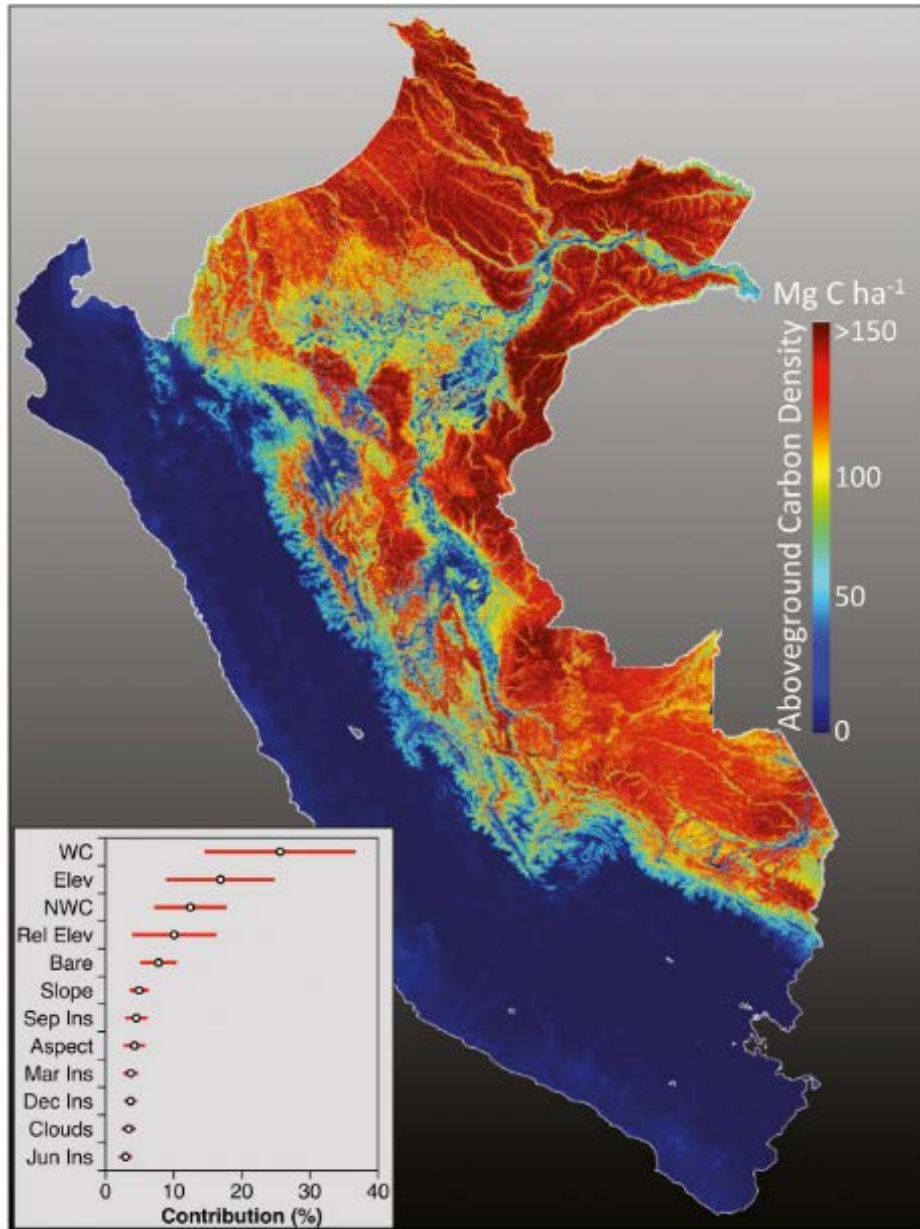 Mg C ha-1
Aboveground Carbon Density
>150
100
50
0
WC
Elev
NWC
Rel Elev
Bare
Slope
Sep Ins
Aspect
Mar Ins
Dec Ins
Clouds
Jun Ins
0 10 20 30 40
Contribution (%)